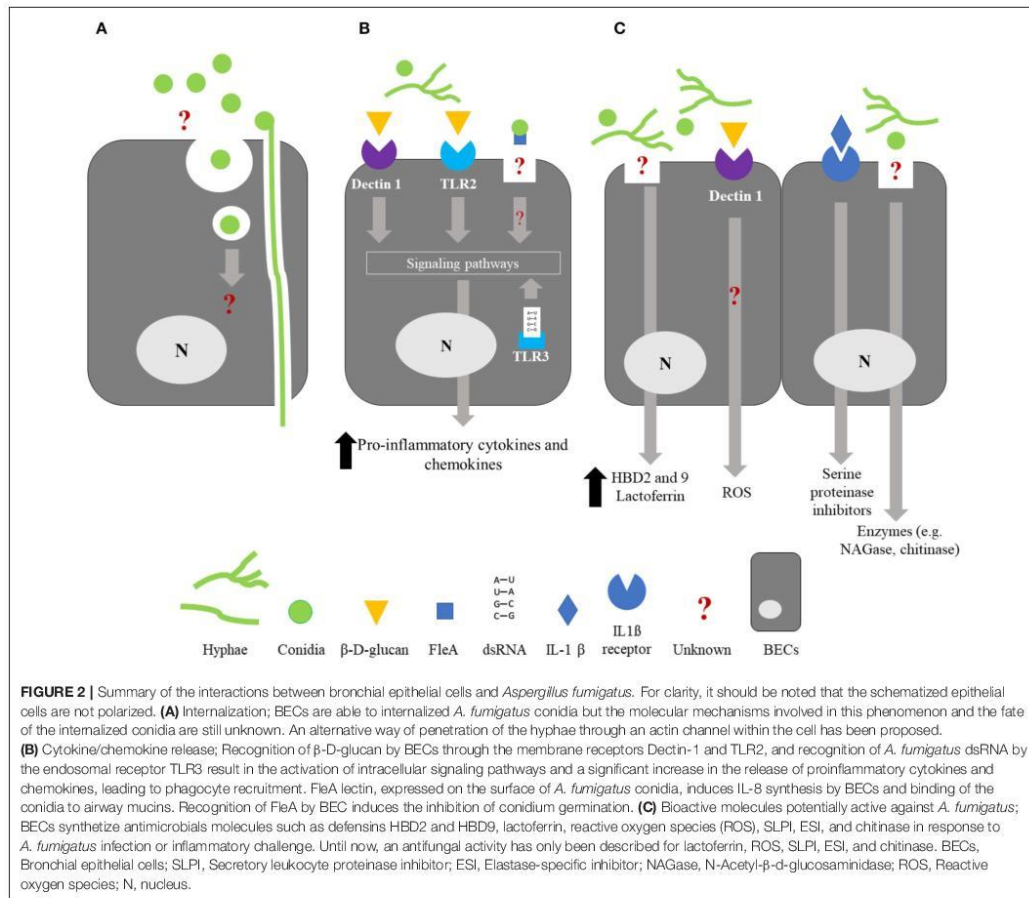 A
B
C
?
?
N
Dectin 1
TLR2
?
?
Signaling pathways
N
TLR3
Pro-inflammatory cytokines and
chemokines
?
Dectin 1
?
?
N
N
HBD2 and 9
Lactoferrin
ROS
Serine
proteinase
inhibitors
Enzymes (e.g.
NAGase, chitinase)
A–U
U–A
G–C
C–G
?
Hyphae
Conidia
β-D-glucan
FleA
dsRNA
IL-1 β
IL1ß
receptor
Unknown
BECs
FIGURE 2 | Summary of the interactions between bronchial epithelial cells and Aspergillus fumigatus. For clarity, it should be noted that the schematized epithelial
cells are not polarized. (A) Internalization; BECs are able to internalized A. fumigatus conidia but the molecular mechanisms involved in this phenomenon and the fate
of the internalized conidia are still unknown. An alternative way of penetration of the hyphae through an actin channel within the cell has been proposed.
(B) Cytokine/chemokine release; Recognition of β-D-glucan by BECs through the membrane receptors Dectin-1 and TLR2, and recognition of A. fumigatus dsRNA by
the endosomal receptor TLR3 result in the activation of intracellular signaling pathways and a significant increase in the release of proinflammatory cytokines and
chemokines, leading to phagocyte recruitment. FleA lectin, expressed on the surface of A. fumigatus conidia, induces IL-8 synthesis by BECs and binding of the
conidia to airway mucins. Recognition of FleA by BEC induces the inhibition of conidium germination. (C) Bioactive molecules potentially active against A. fumigatus;
BECs synthetize antimicrobials molecules such as defensins HBD2 and HBD9, lactoferrin, reactive oxygen species (ROS), SLPI, ESI, and chitinase in response to
A. fumigatus infection or inflammatory challenge. Until now, an antifungal activity has only been described for lactoferrin, ROS, SLPI, ESI, and chitinase. BECs,
Bronchial epithelial cells; SLPI, Secretory leukocyte proteinase inhibitor; ESI, Elastase-specific inhibitor; NAGase, N-Acetyl-β-d-glucosaminidase; ROS, Reactive
oxygen species; N, nucleus.